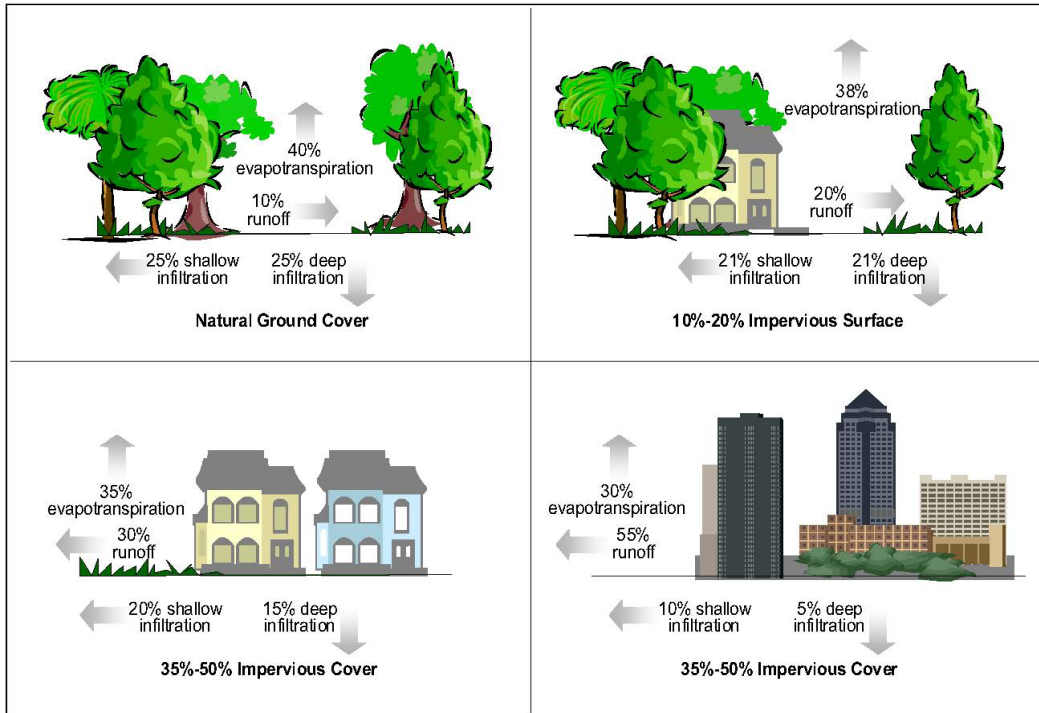 40%
evapotranspiration
10%
runoff
25% shallow
infiltration
25% deep
infiltration
Natural Ground Cover
38%
evapotranspiration
20%
runoff
21% shallow
infiltration
21% deep
infiltration
10%-20% Impervious Surface
35%
evapotranspiration
30%
runoff
20% shallow
infiltration
15% deep
infiltration
35%-50% Impervious Cover
30%
evapotranspiration
55%
runoff
10% shallow
infiltration
5% deep
infiltration
35%-50% Impervious Cover